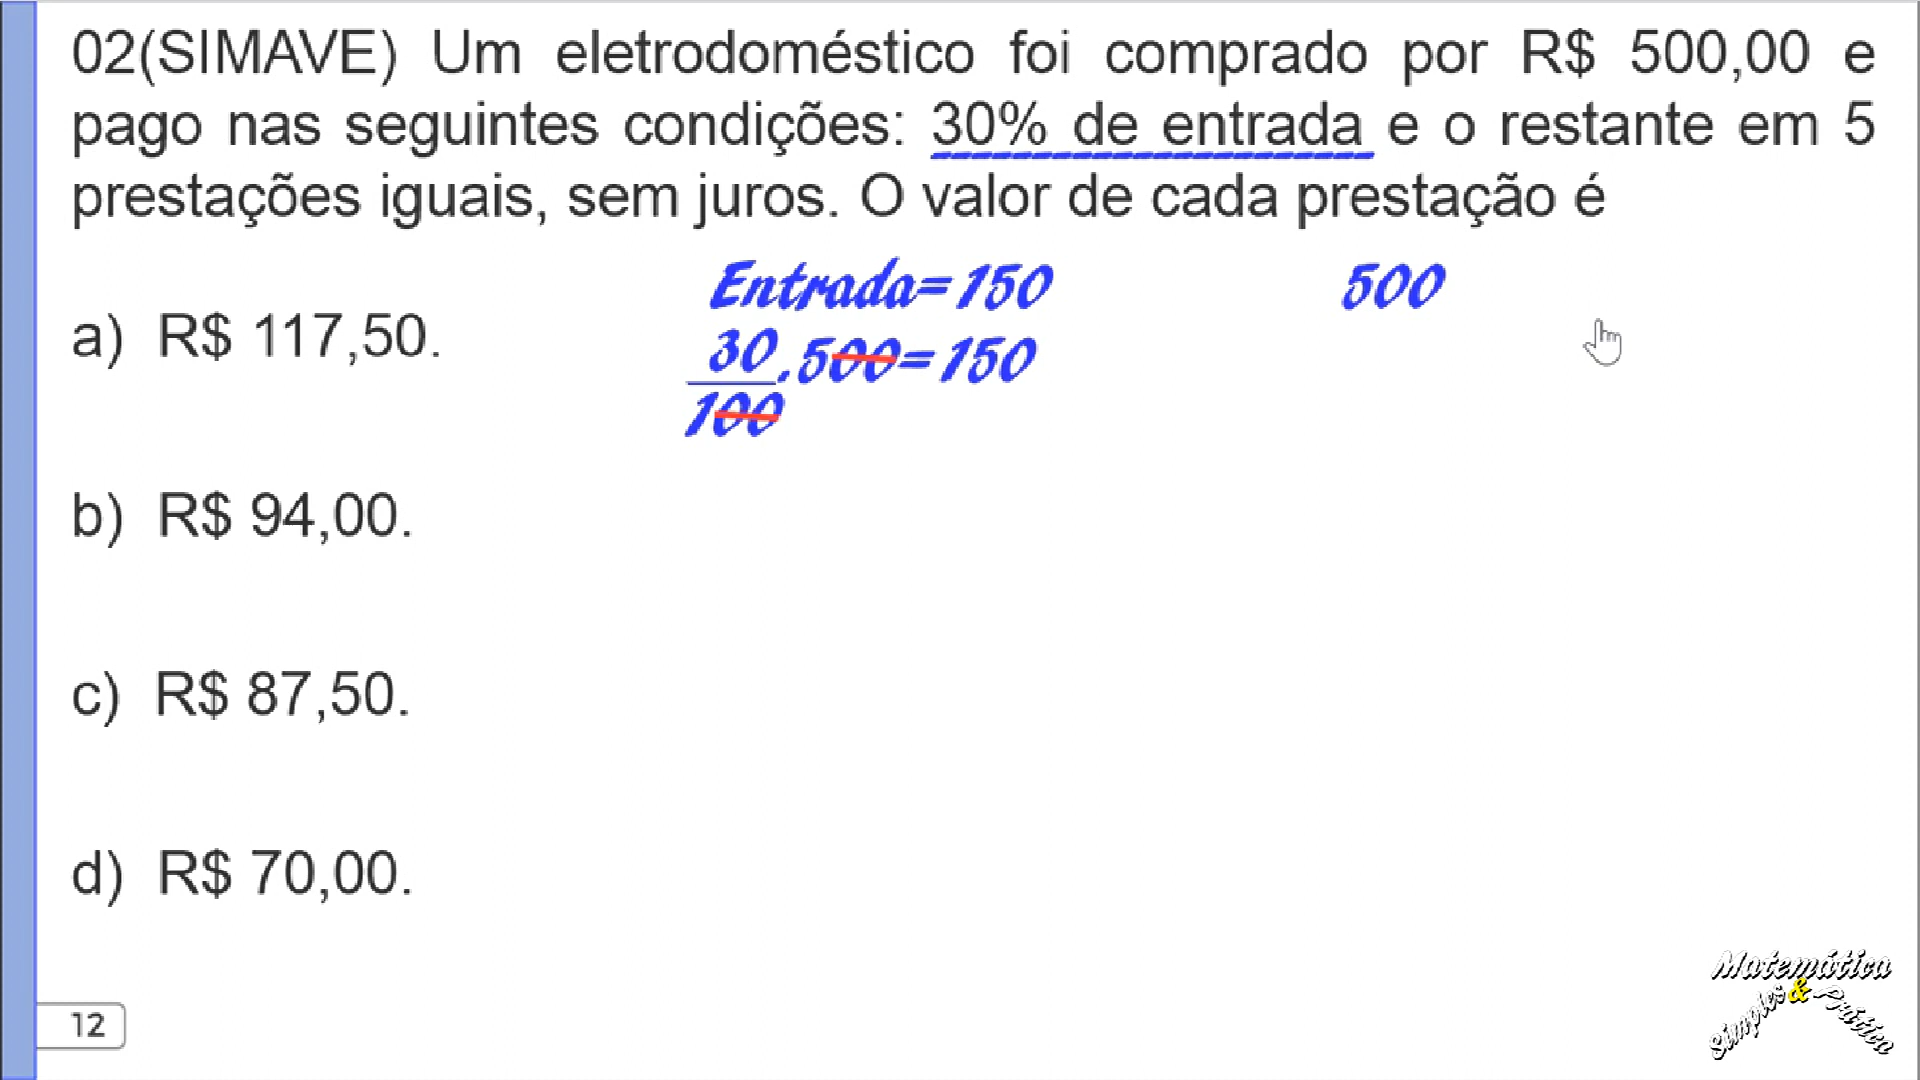 02(SIMAVE) Um eletrodoméstico foi comprado por R$ 500,00 e
pago nas seguintes condições: 30% de entrada e o restante em 5
prestações iguais, sem juros. O valor de cada prestação é
Entrada=150
500
30
.500=150
100
a) R$ 117,50.
b) R$ 94,00.
c) R$ 87,50.
d) R$ 70,00.
12
Matemática
Simples & Prática